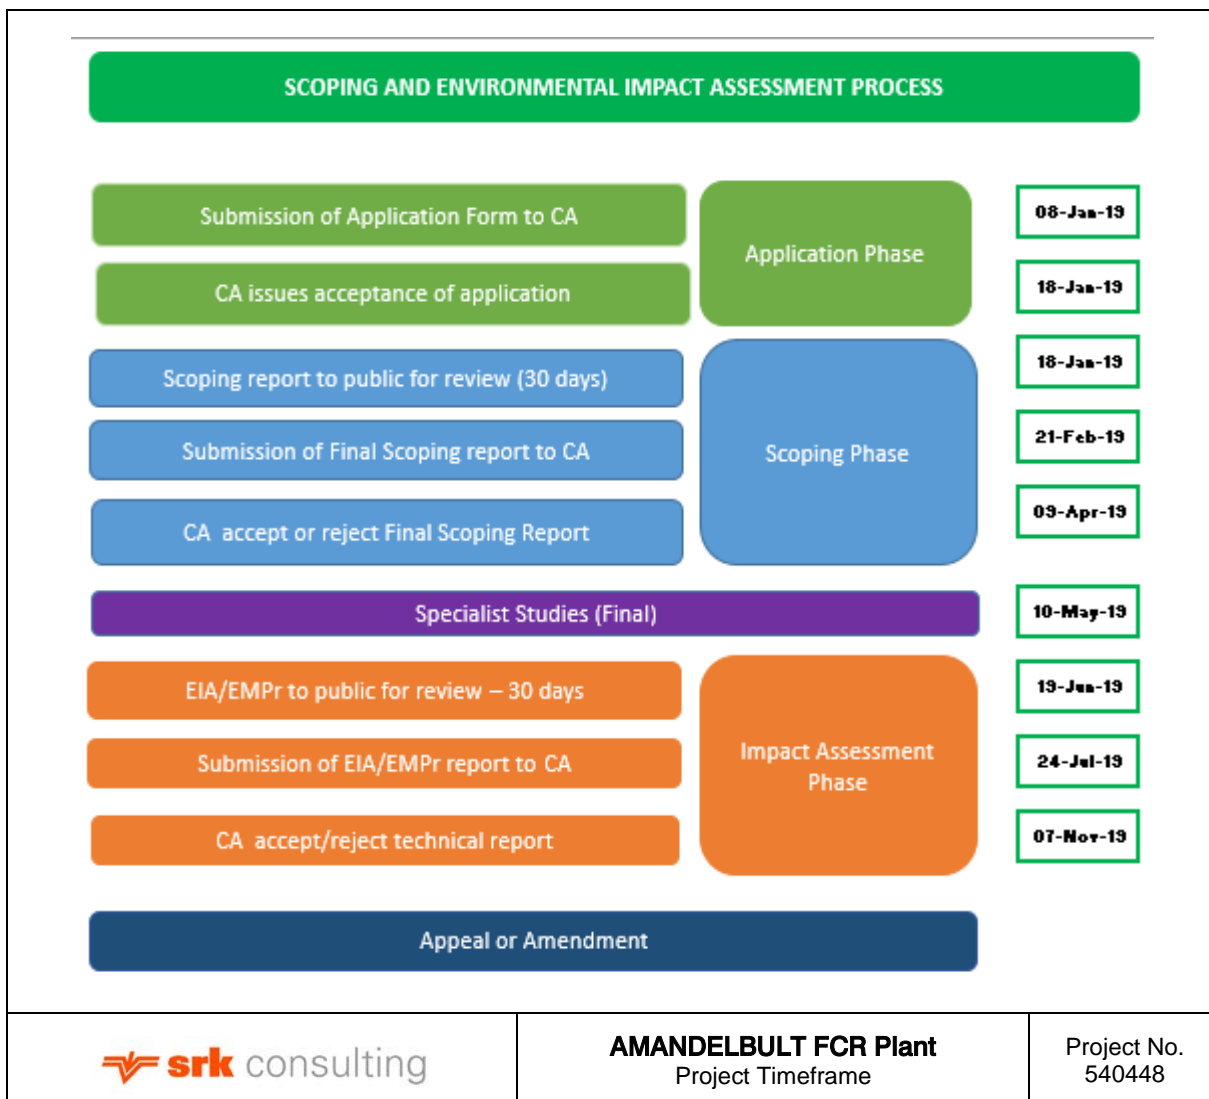 SCOPING AND ENVIRONMENTAL IMPACT ASSESSMENT PROCESS
Submission of Application Form to CA
CA issues acceptance of application
Application Phase
08-Jan-19
18-Jan-19
Scoping report to public for review (30 days)
Submission of Final Scoping report to CA
CA accept or reject Final Scoping Report
Scoping Phase
18-Jan-19
21-Feb-19
09-Apr-19
Specialist Studies (Final)
10-May-19
EIA/EMPr to public for review – 30 days
Submission of EIA/EMPr report to CA
CA accept/reject technical report
Impact Assessment
Phase
19-Jun-19
24-Jul-19
07-Nov-19
Appeal or Amendment
srk consulting
AMANDELBULT FCR Plant
Project Timeframe
Project No.
540448